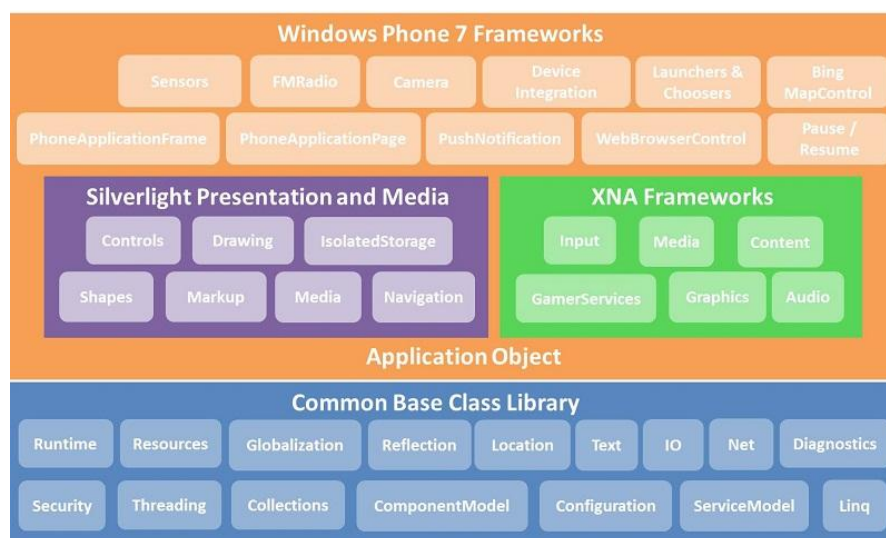 Windows Phone 7 Frameworks
Sensors
FMRadio
Camera
Device
Integration
Launchers &
Choosers
Bing
MapControl
PhoneApplicationFrame
PhoneApplicationPage
PushNotification
WebBrowserControl
Pause /
Resume
Silverlight Presentation and Media
Controls
Drawing
IsolatedStorage
Shapes
Markup
Media
Navigation
XNA Frameworks
Input
Media
Content
GamerServices
Graphics
Audio
Application Object
Common Base Class Library
Runtime
Resources
Globalization
Reflection
Location
Text
IO
Net
Diagnostics
Security
Threading
Collections
ComponentModel
Configuration
ServiceModel
Linq